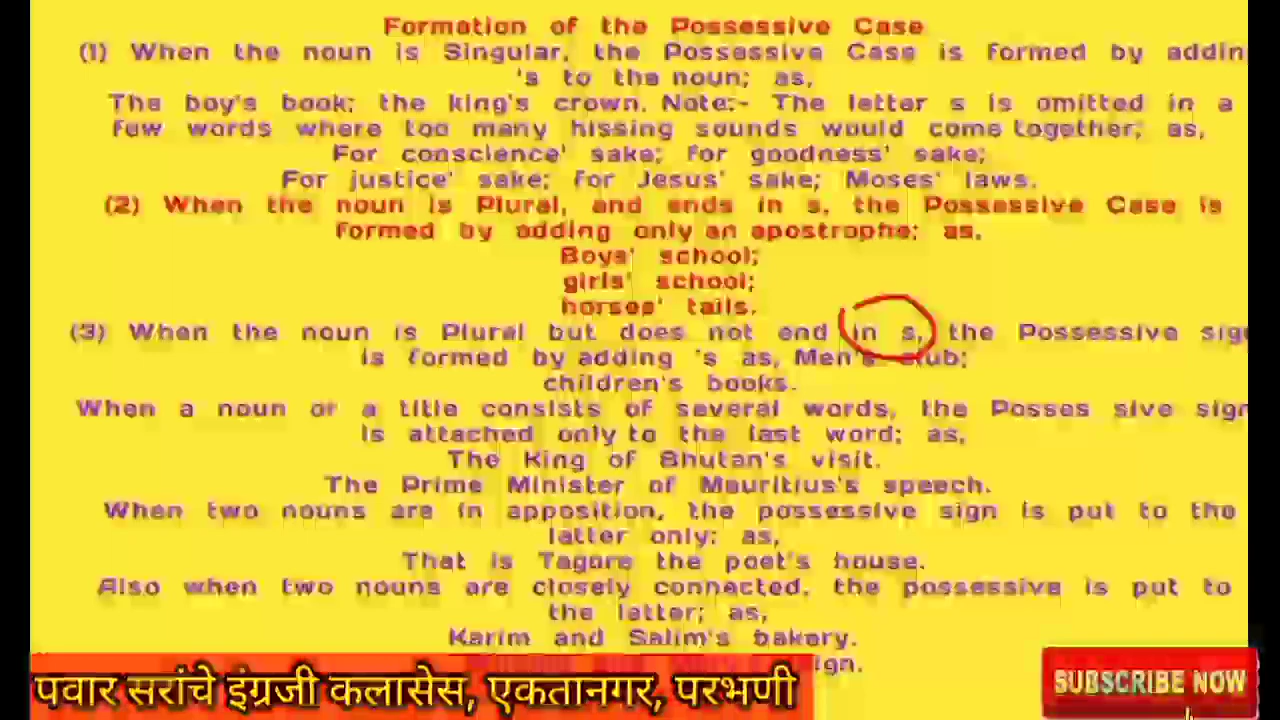 Formation of the Possessive Case
(1) When the noun is Singular, the Possessive Case is formed by addin
's to the noun; as,
The boy's book; the king's crown. Note:- The letter s is omitted in a
few words where too many hissing sounds would come together; as,
For conscience' sake; for goodness' sake;
For justice' sake; for Jesus' sake; Moses' laws.
(2) When the noun is Plural, and ends in s, the Possessive Case is
formed by adding only an apostrophe; as,
Boys' school;
girls' school;
horses' tails.
(3) When the noun is Plural but does not end in s, the Possessive sig
is formed by adding 's as, Men's club;
children's books.
When a noun or a title consists of several words, the Posses sive sign
is attached only to the last word; as,
The King of Bhutan's visit.
The Prime Minister of Mauritius's speech.
When two nouns are in apposition, the possessive sign is put to the
latter only: as,
That is Tagore the poet's house.
Also when two nouns are closely connected, the possessive is put to
the latter; as,
Karim and Salim's bakery.
ign.
पवार सरांचे इंग्रजी क्लासेस, एकतानगर, परभणी
SUBSCRIBE NOW